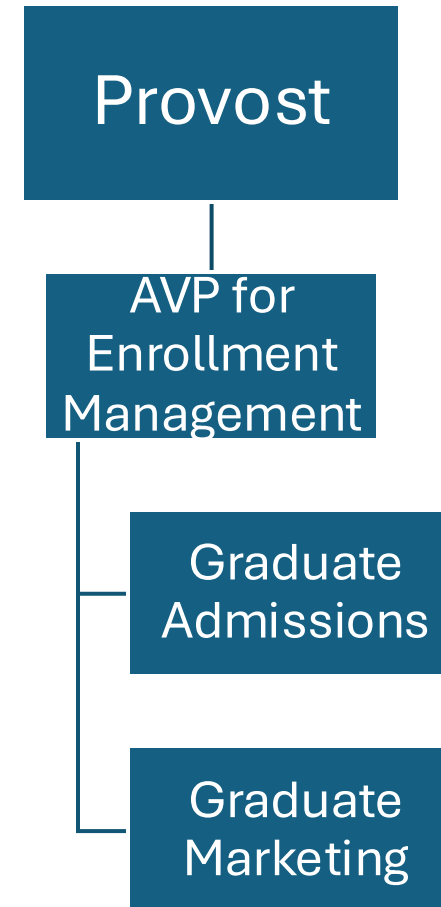 Provost
AVP for
Enrollment
Management
Graduate
Admissions
Graduate
Marketing